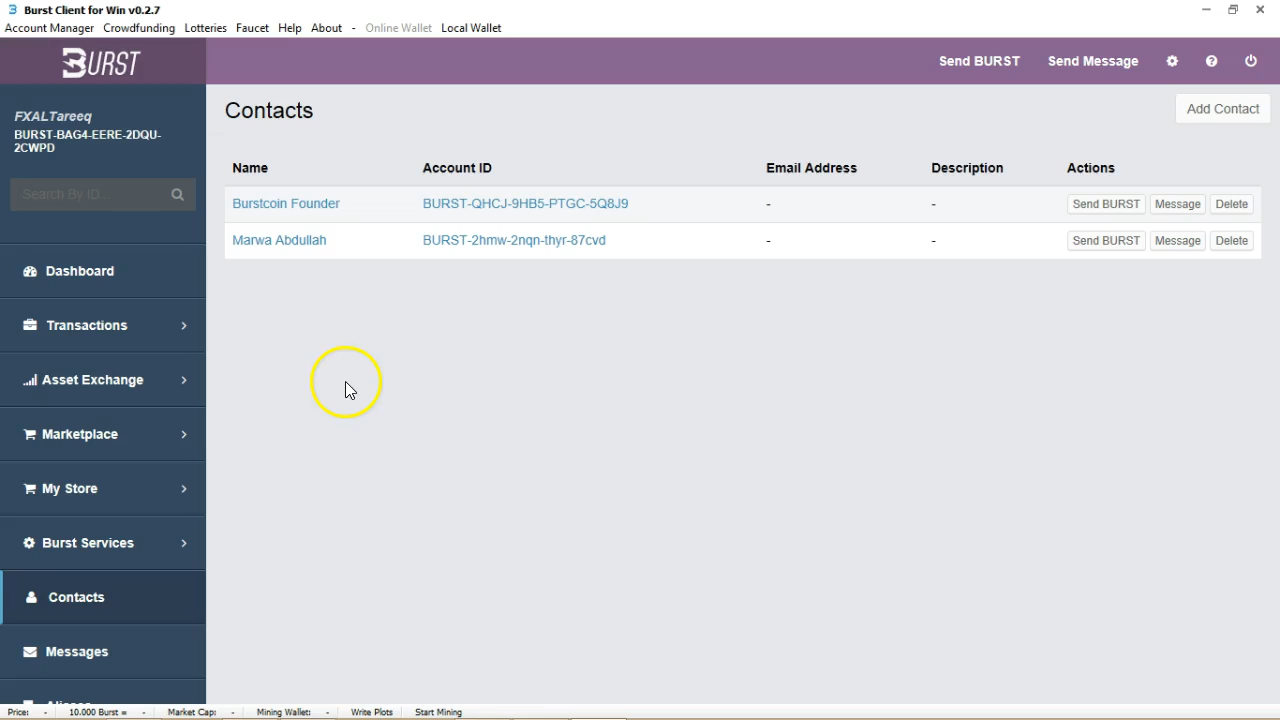 Burst Client for Win v0.2.7
Account Manager Crowdfunding Lotteries Faucet Help About - Online Wallet Local Wallet
BURST
Send BURST Send Message
FXALTareeq
BURST-BAG4-EERE-2DQU-
2CWPD
Search By ID...
Contacts
Add Contact
Name Account ID Email Address Description Actions
Burstcoin Founder BURST-QHCJ-9HB5-PTGC-5Q8J9 - - Send BURST Message Delete
Marwa Abdullah BURST-2hmw-2nqn-thyr-87cvd - - Send BURST Message Delete
Dashboard
Transactions
Asset Exchange
Marketplace
My Store
Burst Services
Contacts
Messages
Aliases
Price: - 10.000 Burst = - Market Cap: - Mining Wallet: - Write Plots Start Mining